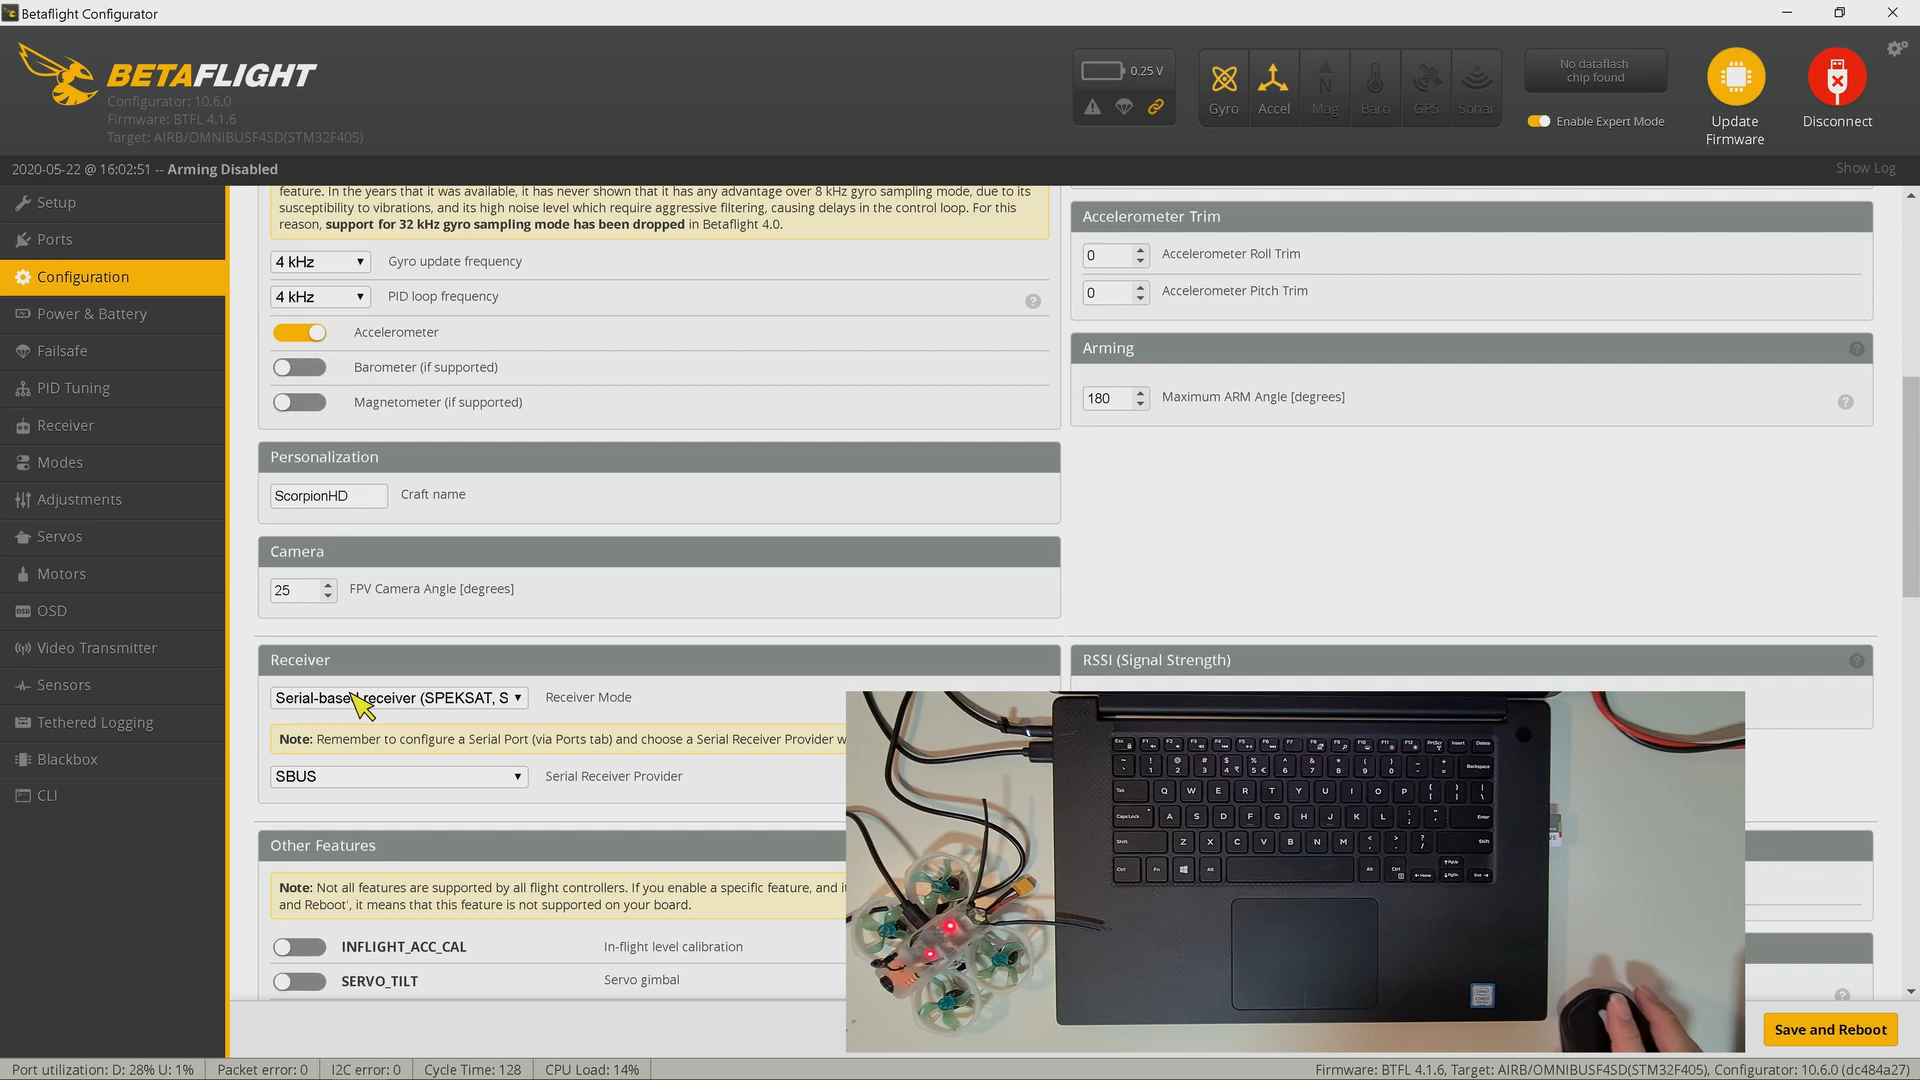 Betaflight Configurator
BETAFLIGHT
Configurator: 10.6.0
Firmware: BTFL 4.1.6
Target: AIRB/OMNIBUSF4SD(STM32F405)
0.25 V
Gyro
Accel
Mag
Baro
GPS
Sonar
No dataflash
chip found
Enable Expert Mode
Update
Firmware
Disconnect
2020-05-22 @ 16:02:51 -- Arming Disabled
Show Log
Setup
Ports
Configuration
Power & Battery
Failsafe
PID Tuning
Receiver
Modes
Adjustments
Servos
Motors
OSD
Video Transmitter
Sensors
Tethered Logging
Blackbox
CLI
feature. In the years that it was available, it has never shown that it has any advantage over 8 kHz gyro sampling mode, due to its
susceptibility to vibrations, and its high noise level which require aggressive filtering, causing delays in the control loop. For this
reason, support for 32 kHz gyro sampling mode has been dropped in Betaflight 4.0.
4 kHz Gyro update frequency
4 kHz PID loop frequency
Accelerometer
Barometer (if supported)
Magnetometer (if supported)
Personalization
ScorpionHD Craft name
Camera
25 FPV Camera Angle [degrees]
Receiver
Serial-based receiver (SPEKSAT, S Receiver Mode
Note: Remember to configure a Serial Port (via Ports tab) and choose a Serial Receiver Provider w
SBUS Serial Receiver Provider
Other Features
Note: Not all features are supported by all flight controllers. If you enable a specific feature, and i
and Reboot', it means that this feature is not supported on your board.
INFLIGHT_ACC_CAL In-flight level calibration
SERVO_TILT Servo gimbal
Accelerometer Trim
0 Accelerometer Roll Trim
0 Accelerometer Pitch Trim
Arming
180 Maximum ARM Angle [degrees]
RSSI (Signal Strength)
Save and Reboot
Port utilization: D: 28% U: 1%
Packet error: 0
I2C error: 0
Cycle Time: 128
CPU Load: 14%
Firmware: BTFL 4.1.6, Target: AIRB/OMNIBUSF4SD(STM32F405), Configurator: 10.6.0 (dc484a27)
Q W E R T Y U I O P
A S D F G H J K L
Z X C V B N M